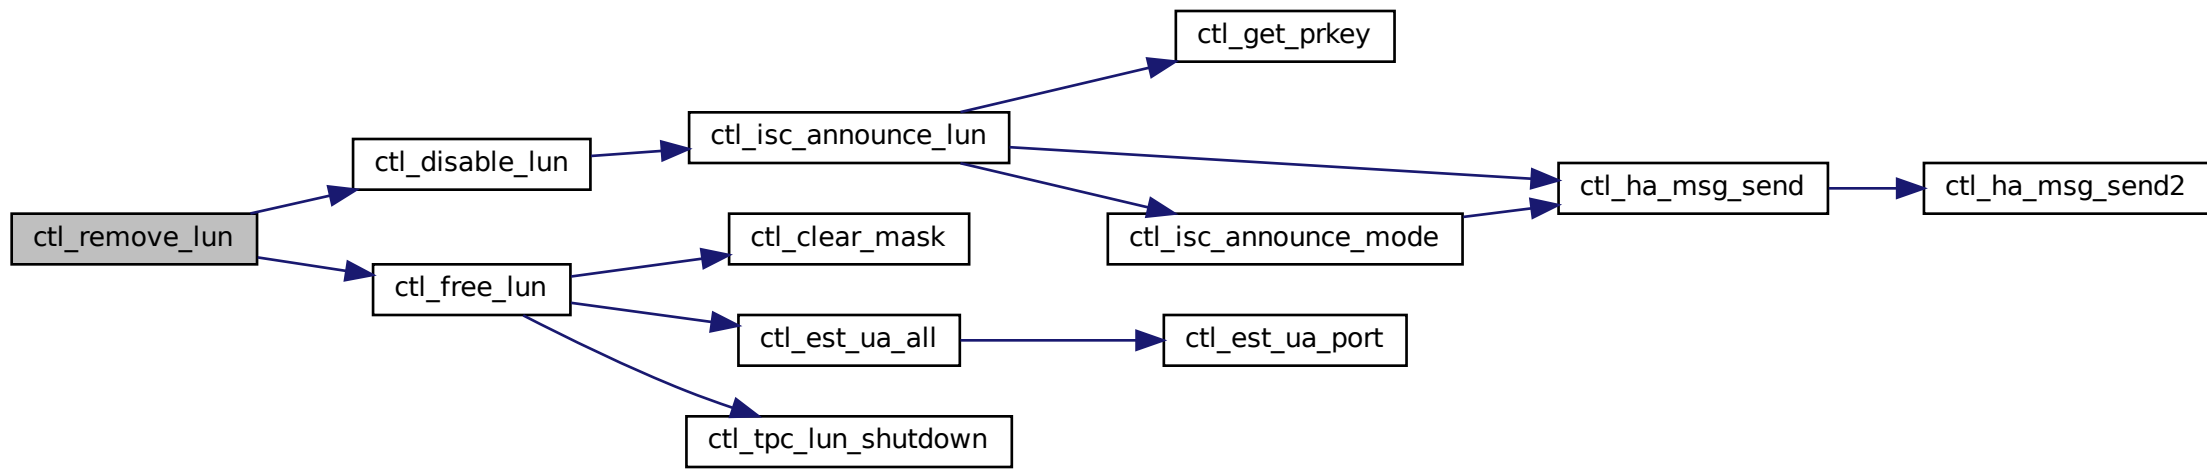 ctl_get_prkey
ctl_isc_announce_lun
ctl_disable_lun
ctl_ha_msg_send
ctl_ha_msg_send2
ctl_remove_lun
ctl_clear_mask
ctl_isc_announce_mode
ctl_free_lun
ctl_est_ua_all
ctl_est_ua_port
ctl_tpc_lun_shutdown